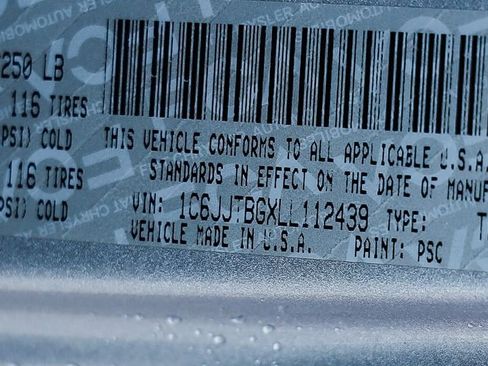 250 LB
116 TIRES
PSI) COLD
116 TIRES
PSI) COLD
THIS VEHICLE CONFORMS TO ALL APPLICABLE U.S.A.
STANDARDS IN EFFECT ON THE DATE OF MANUF
VIN: 1C6JJTBGXLL112439 TYPE: T
VEHICLE MADE IN U.S.A. PAINT: PSC